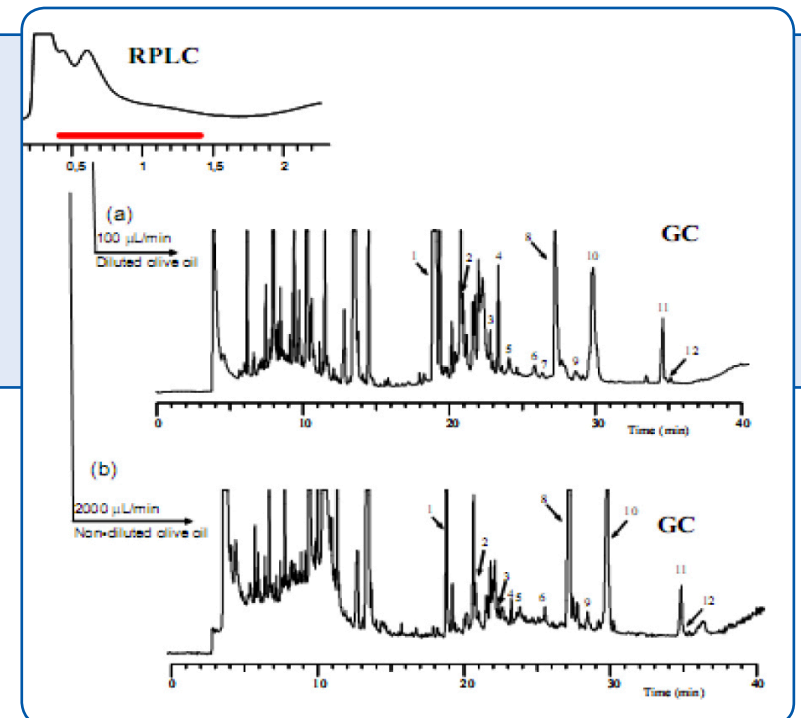 RPLC
0,5 1 1,5 2
(a)
100 µL/min
Diluted olive oil
GC
1 2 3 4 5 6 7 8 9 10 11 12
0 10 20 30 40
Time (min)
(b)
2000 µL/min
Non-diluted olive oil
GC
1 2 3 4 5 6 8 9 10 11 12
0 10 20 30 40
Time (min)